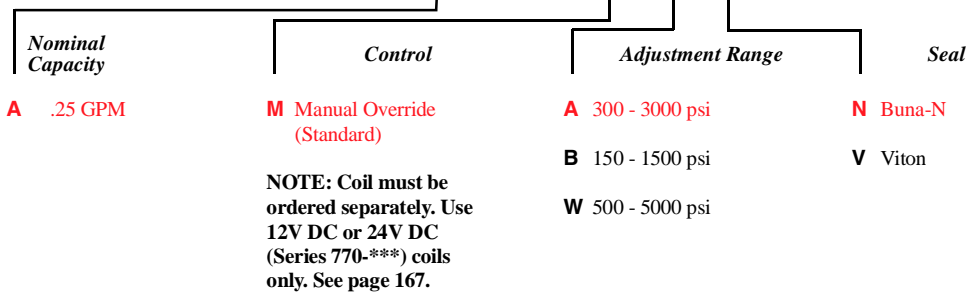 Nominal
Capacity
A .25 GPM
Control
M Manual Override
(Standard)
NOTE: Coil must be
ordered separately. Use
12V DC or 24V DC
(Series 770-***) coils
only. See page 167.
Adjustment Range
A 300 - 3000 psi
B 150 - 1500 psi
W 500 - 5000 psi
Seal
N Buna-N
V Viton